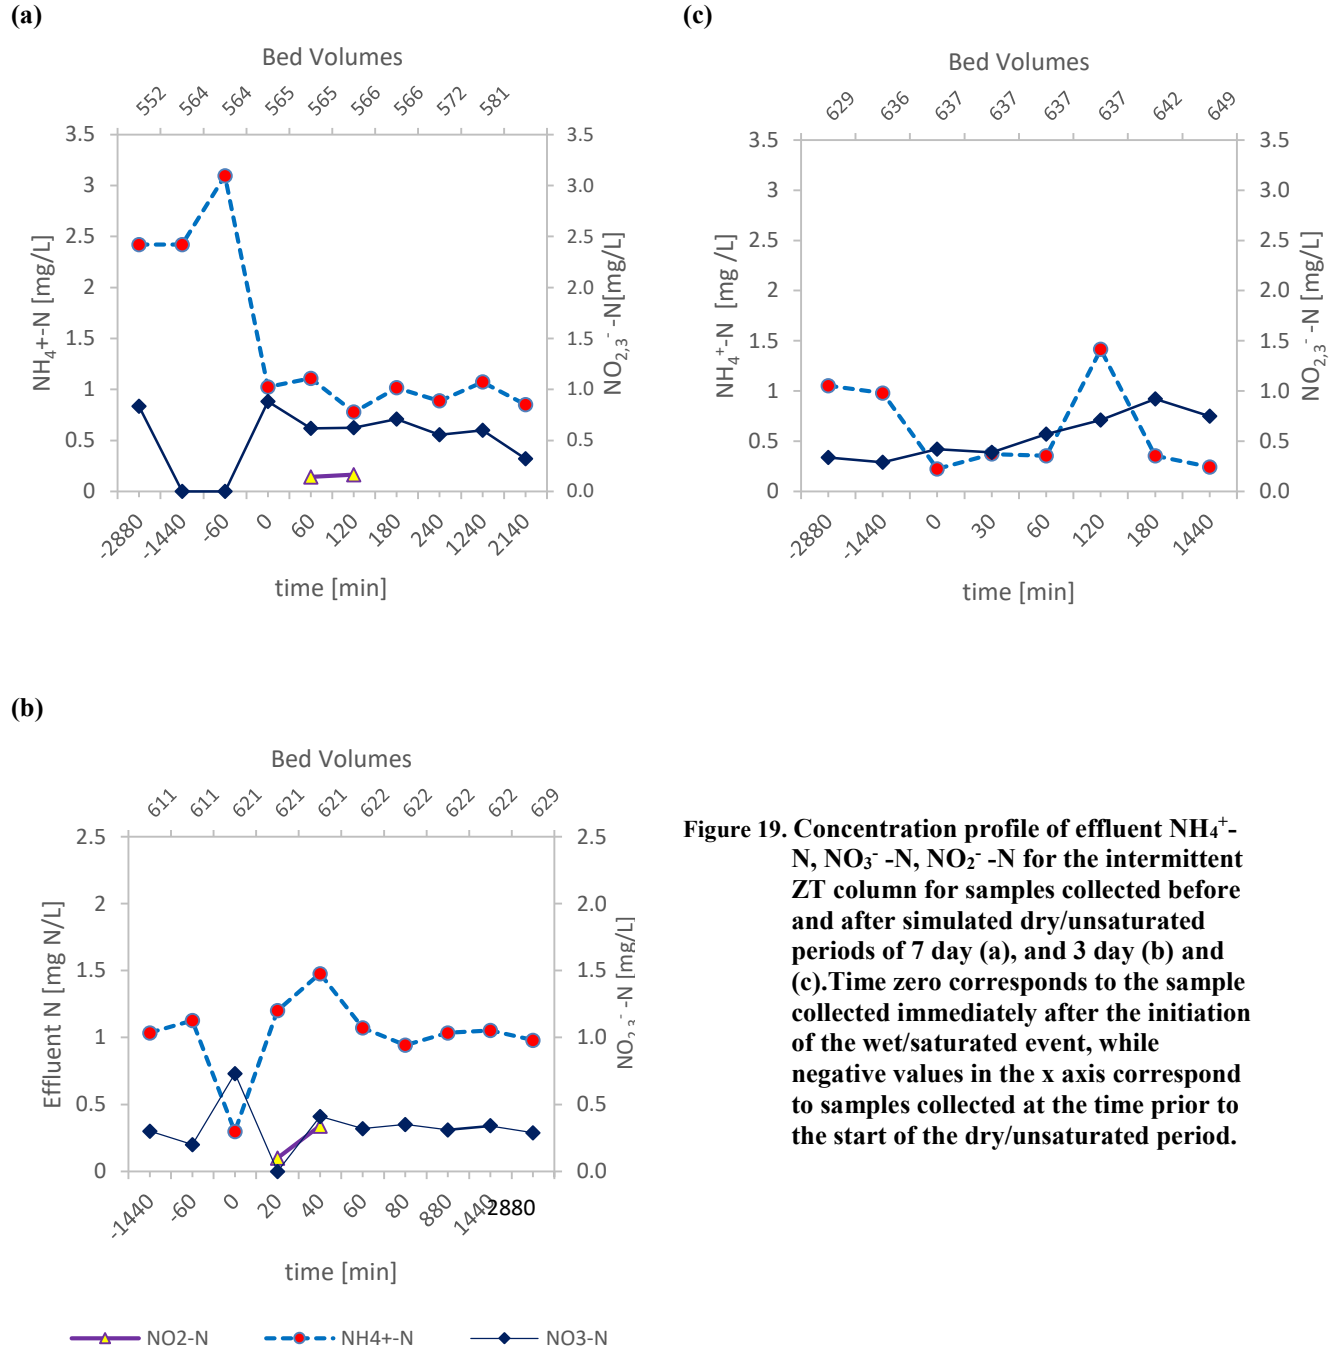 (a)
Bed Volumes
552 564 564 565 565 566 566 572 581
3.5 3 2.5 2 1.5 1 0.5 0
NH₄+-N [mg/L]
3.5 3.0 2.5 2.0 1.5 1.0 0.5 0.0
NO₂,₃⁻ -N[mg/L]
-2880 -1440 -60 0 60 120 180 240 1240 2140
time [min]
(c)
Bed Volumes
629 636 637 637 637 637 642 649
3.5 3 2.5 2 1.5 1 0.5 0
NH₄⁺-N [mg /L]
3.5 3.0 2.5 2.0 1.5 1.0 0.5 0.0
NO₂,₃⁻ -N [mg/L]
-2880 -1440 0 30 60 120 180 1440
time [min]
(b)
Bed Volumes
611 611 621 621 621 622 622 622 622 629
2.5 2 1.5 1 0.5 0
Effluent N [mg N/L]
2.5 2.0 1.5 1.0 0.5 0.0
NO₂,₃⁻ -N [mg/L]
-1440 -60 0 20 40 60 80 880 1440 2880
time [min]
NO2-N NH4+-N NO3-N
Figure 19. Concentration profile of effluent NH₄⁺-
N, NO₃⁻ -N, NO₂⁻ -N for the intermittent
ZT column for samples collected before
and after simulated dry/unsaturated
periods of 7 day (a), and 3 day (b) and
(c).Time zero corresponds to the sample
collected immediately after the initiation
of the wet/saturated event, while
negative values in the x axis correspond
to samples collected at the time prior to
the start of the dry/unsaturated period.